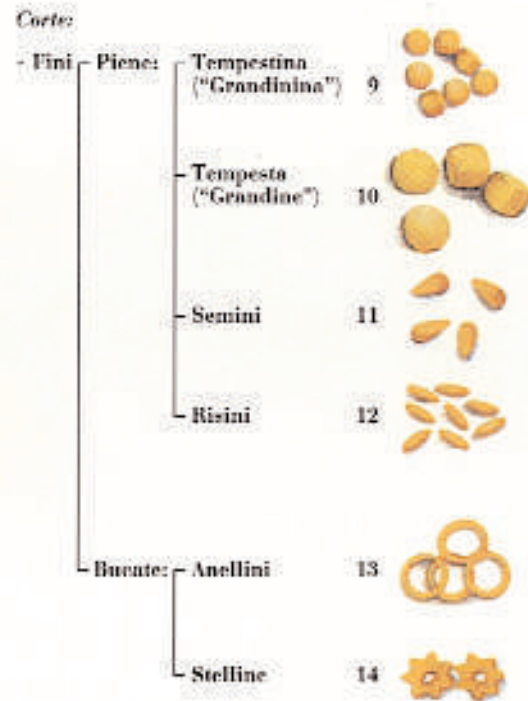 Corte:
- Fini - Piene: - Tempestina
("Grandinina") 9
- Tempesta
("Grandine") 10
- Semini 11
- Risini 12
- Bucate: - Anellini 13
- Stelline 14